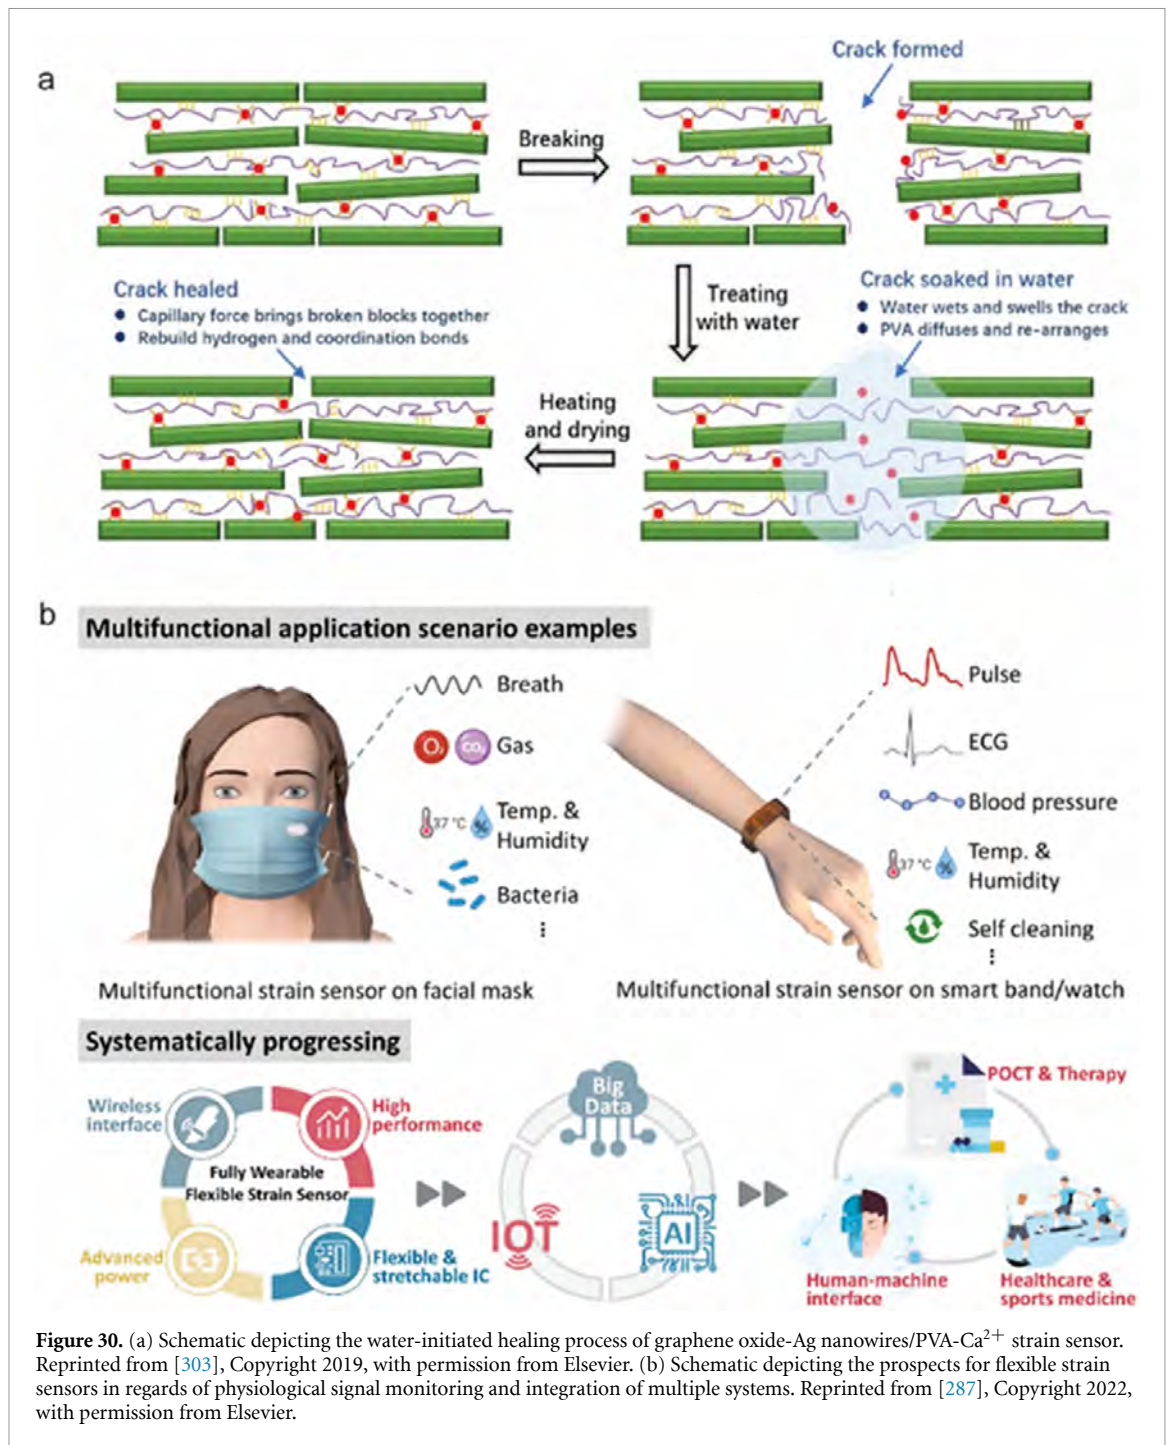 a
Crack formed
Breaking
Crack healed
● Capillary force brings broken blocks together
● Rebuild hydrogen and coordination bonds
Treating
with water
Crack soaked in water
● Water wets and swells the crack
● PVA diffuses and re-arranges
Heating
and drying
b
Multifunctional application scenario examples
Breath
O₂
CO₂
Gas
37 °C
%
Temp. &
Humidity
Bacteria
⋮
Multifunctional strain sensor on facial mask
Pulse
ECG
Blood pressure
37 °C
%
Temp. &
Humidity
Self cleaning
⋮
Multifunctional strain sensor on smart band/watch
Systematically progressing
Wireless
interface
High
performance
Fully Wearable
Flexible Strain Sensor
Advanced
power
Flexible &
stretchable IC
Big
Data
IOT
AI
POCT & Therapy
Human-machine
interface
Healthcare &
sports medicine
Figure 30. (a) Schematic depicting the water-initiated healing process of graphene oxide-Ag nanowires/PVA-Ca²⁺ strain sensor.
Reprinted from [303], Copyright 2019, with permission from Elsevier. (b) Schematic depicting the prospects for flexible strain
sensors in regards of physiological signal monitoring and integration of multiple systems. Reprinted from [287], Copyright 2022,
with permission from Elsevier.